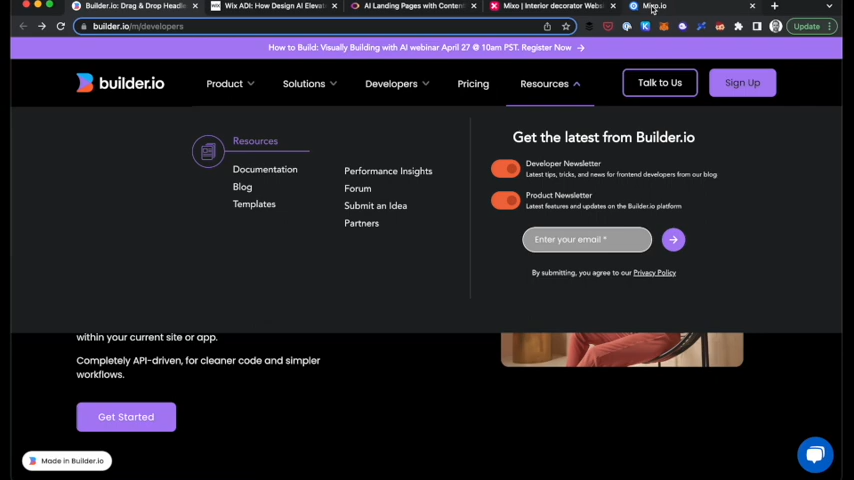 Builder.io: Drag & Drop Headle
Wix ADI: How Design AI Elevat
AI Landing Pages with Conten
Mixo | Interior decorator Webs
Mixo.io
builder.io/m/developers
Update
How to Build: Visually Building with AI webinar April 27 @ 10am PST. Register Now
builder.io
Product
Solutions
Developers
Pricing
Resources
Talk to Us
Sign Up
Resources
Documentation
Blog
Templates
Performance Insights
Forum
Submit an Idea
Partners
Get the latest from Builder.io
Developer Newsletter
Latest tips, tricks, and news for frontend developers from our blog
Product Newsletter
Latest features and updates on the Builder.io platform
Enter your email *
By submitting, you agree to our Privacy Policy
within your current site or app.
Completely API-driven, for cleaner code and simpler
workflows.
Get Started
Made in Builder.io